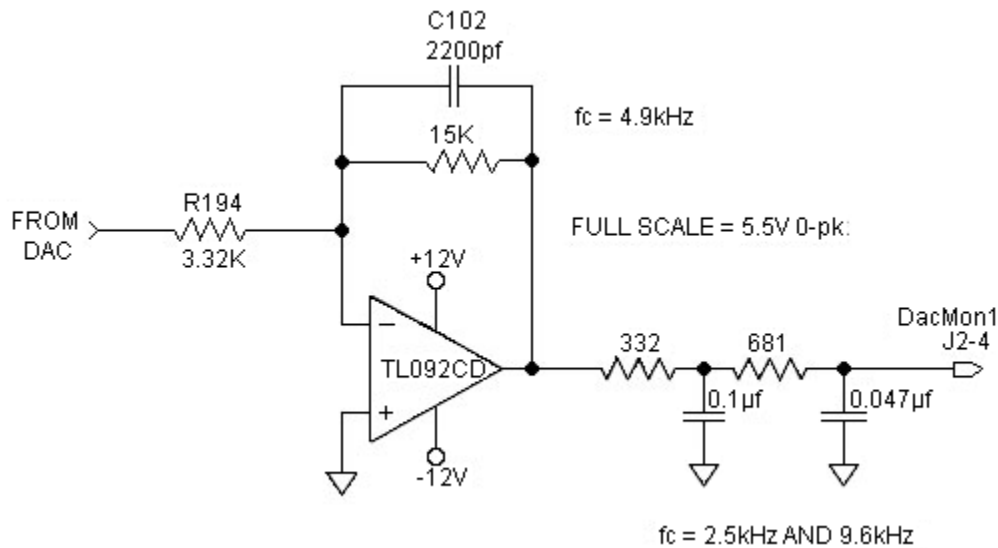 C102
2200pf
fc = 4.9kHz
15K
R194
FROM
DAC
3.32K
FULL SCALE = 5.5V 0-pk:
+12V
DacMon1
J2-4
−
TL092CD
+
332
681
0.1µf
0.047µf
-12V
fc = 2.5kHz AND 9.6kHz